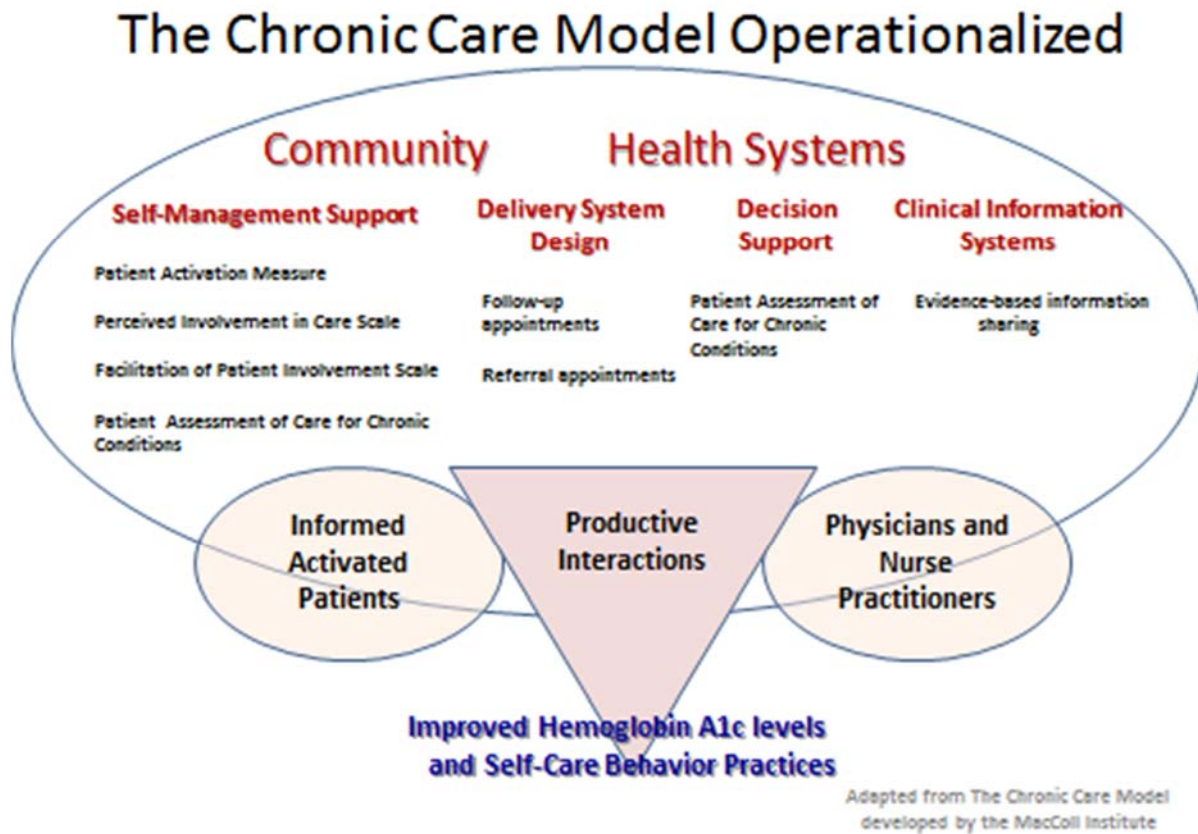 The Chronic Care Model Operationalized
Community
Health Systems
Self-Management Support
Patient Activation Measure
Perceived Involvement in Care Scale
Facilitation of Patient Involvement Scale
Patient Assessment of Care for Chronic
Conditions
Delivery System
Design
Follow-up
appointments
Referral appointments
Decision
Support
Patient Assessment of
Care for Chronic
Conditions
Clinical Information
Systems
Evidence-based information
sharing
Informed
Activated
Patients
Productive
Interactions
Physicians and
Nurse
Practitioners
Improved Hemoglobin A1c levels
and Self-Care Behavior Practices
Adapted from The Chronic Care Model
developed by the MacColl Institute